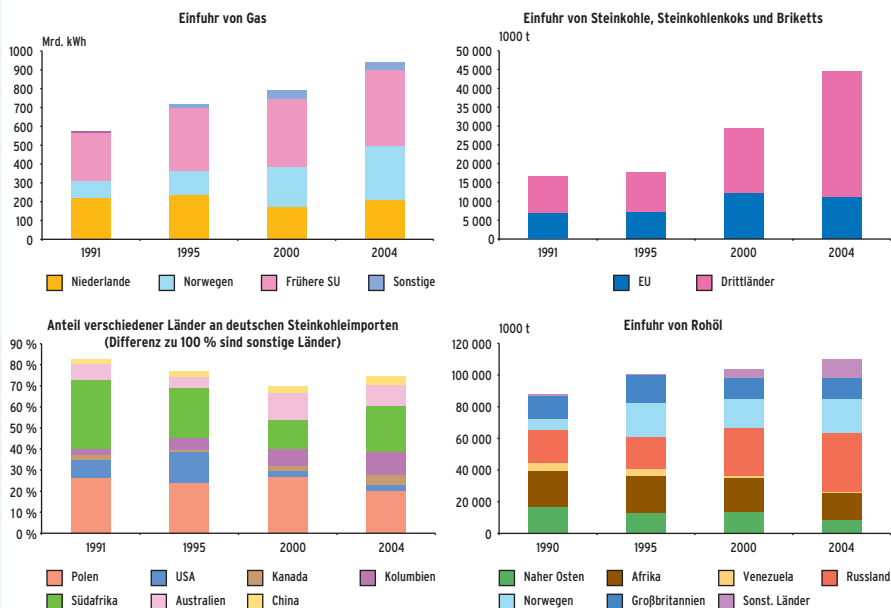 Einfuhr von Gas
Mrd. kWh
1000
900
800
700
600
500
400
300
200
100
0
1991 1995 2000 2004
Niederlande Norwegen Frühere SU Sonstige
Einfuhr von Steinkohle, Steinkohlenkoks und Briketts
1000 t
50 000
45 000
40 000
35 000
30 000
25 000
20 000
15 000
10 000
5 000
0
1991 1995 2000 2004
EU Drittländer
Anteil verschiedener Länder an deutschen Steinkohleimporten
(Differenz zu 100 % sind sonstige Länder)
90 %
80 %
70 %
60 %
50 %
40 %
30 %
20 %
10 %
0 %
1991 1995 2000 2004
Polen USA Kanada Kolumbien
Südafrika Australien China
Einfuhr von Rohöl
1000 t
120 000
100 000
80 000
60 000
40 000
20 000
0
1990 1995 2000 2004
Naher Osten Afrika Venezuela Russland
Norwegen Großbritannien Sonst. Länder